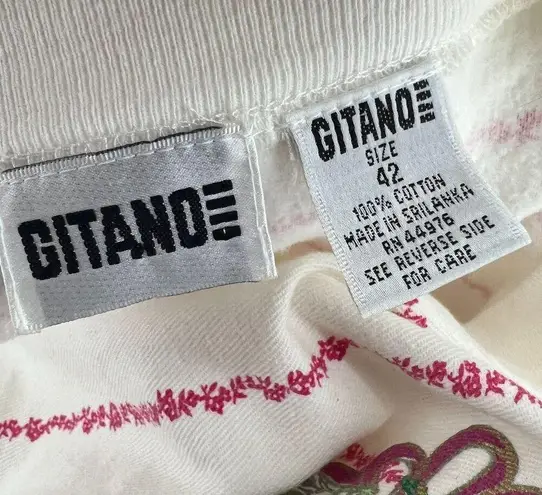 GITANO
GITANO
SIZE
42
100% COTTON
MADE IN SRILANKA
RN 44976
SEE REVERSE SIDE
FOR CARE